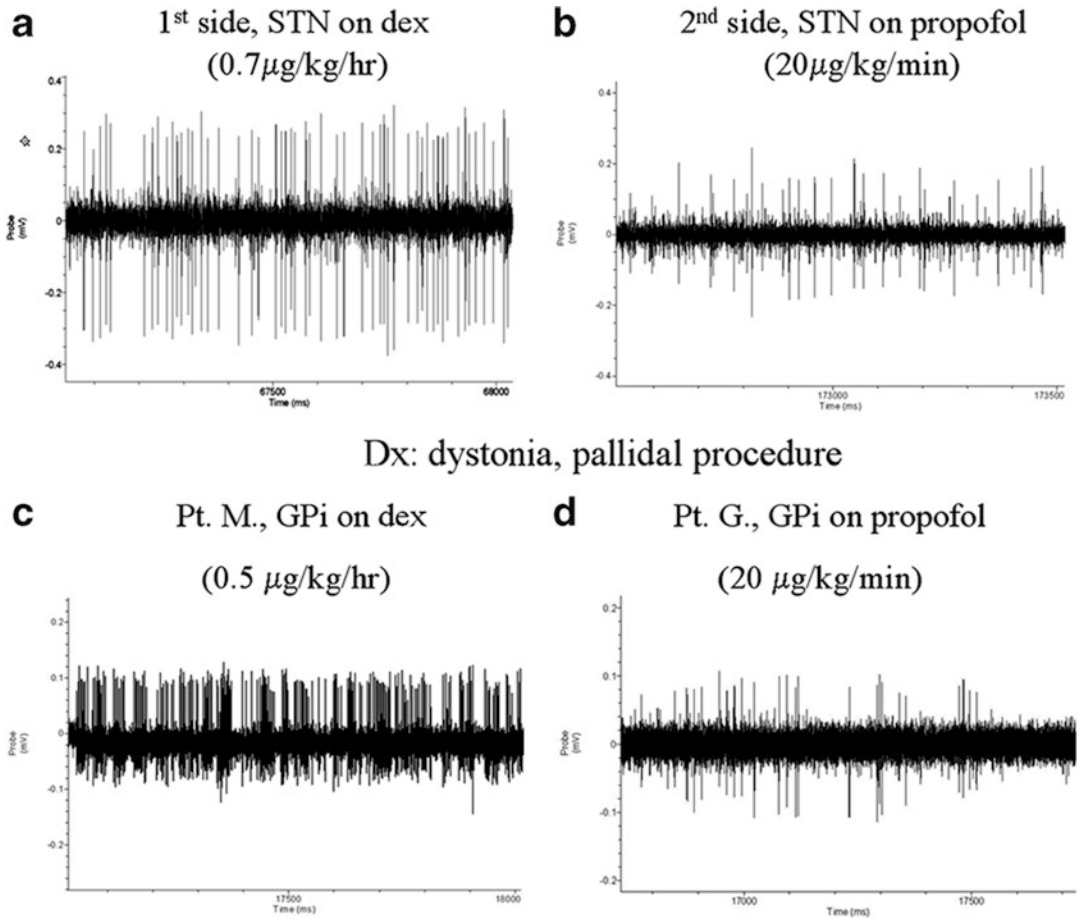 a
1st side, STN on dex
(0.7μg/kg/hr)
0.4
0.2
0
-0.2
-0.4
Probe
(mV)
67500
68000
Time (ms)
b
2nd side, STN on propofol
(20μg/kg/min)
0.4
0.2
0
-0.2
-0.4
Probe
(mV)
173000
173500
Time (ms)
Dx: dystonia, pallidal procedure
c
Pt. M., GPi on dex
(0.5 μg/kg/hr)
0.2
0.1
0
-0.1
-0.2
Probe
(mV)
17500
18000
Time (ms)
d
Pt. G., GPi on propofol
(20 μg/kg/min)
0.2
0.1
0
-0.1
-0.2
Probe
(mV)
17000
17500
Time (ms)